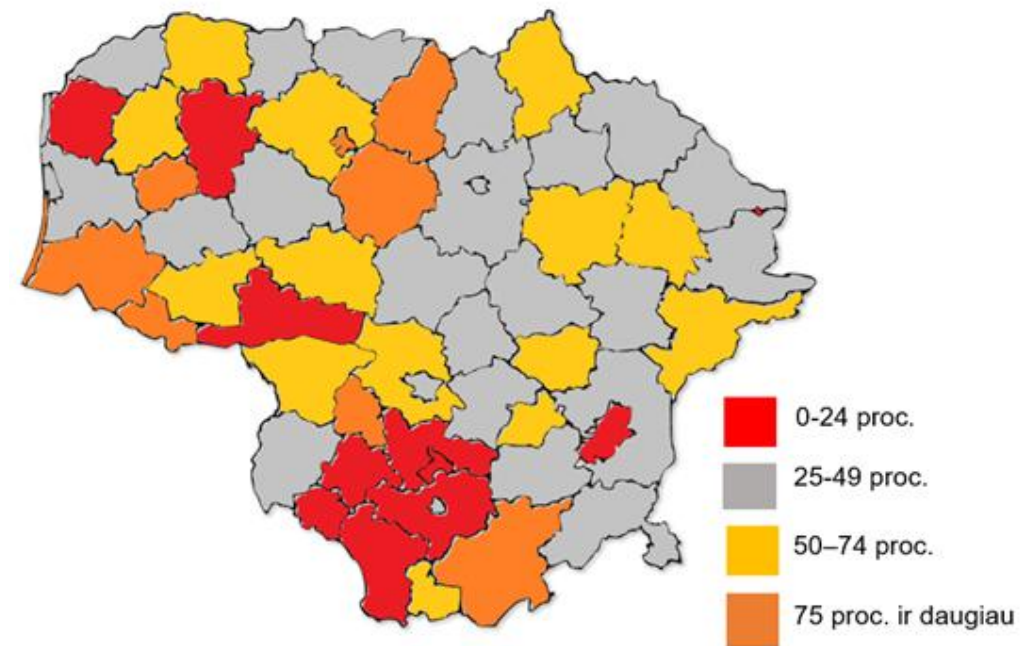 0-24 proc.
25-49 proc.
50–74 proc.
75 proc. ir daugiau